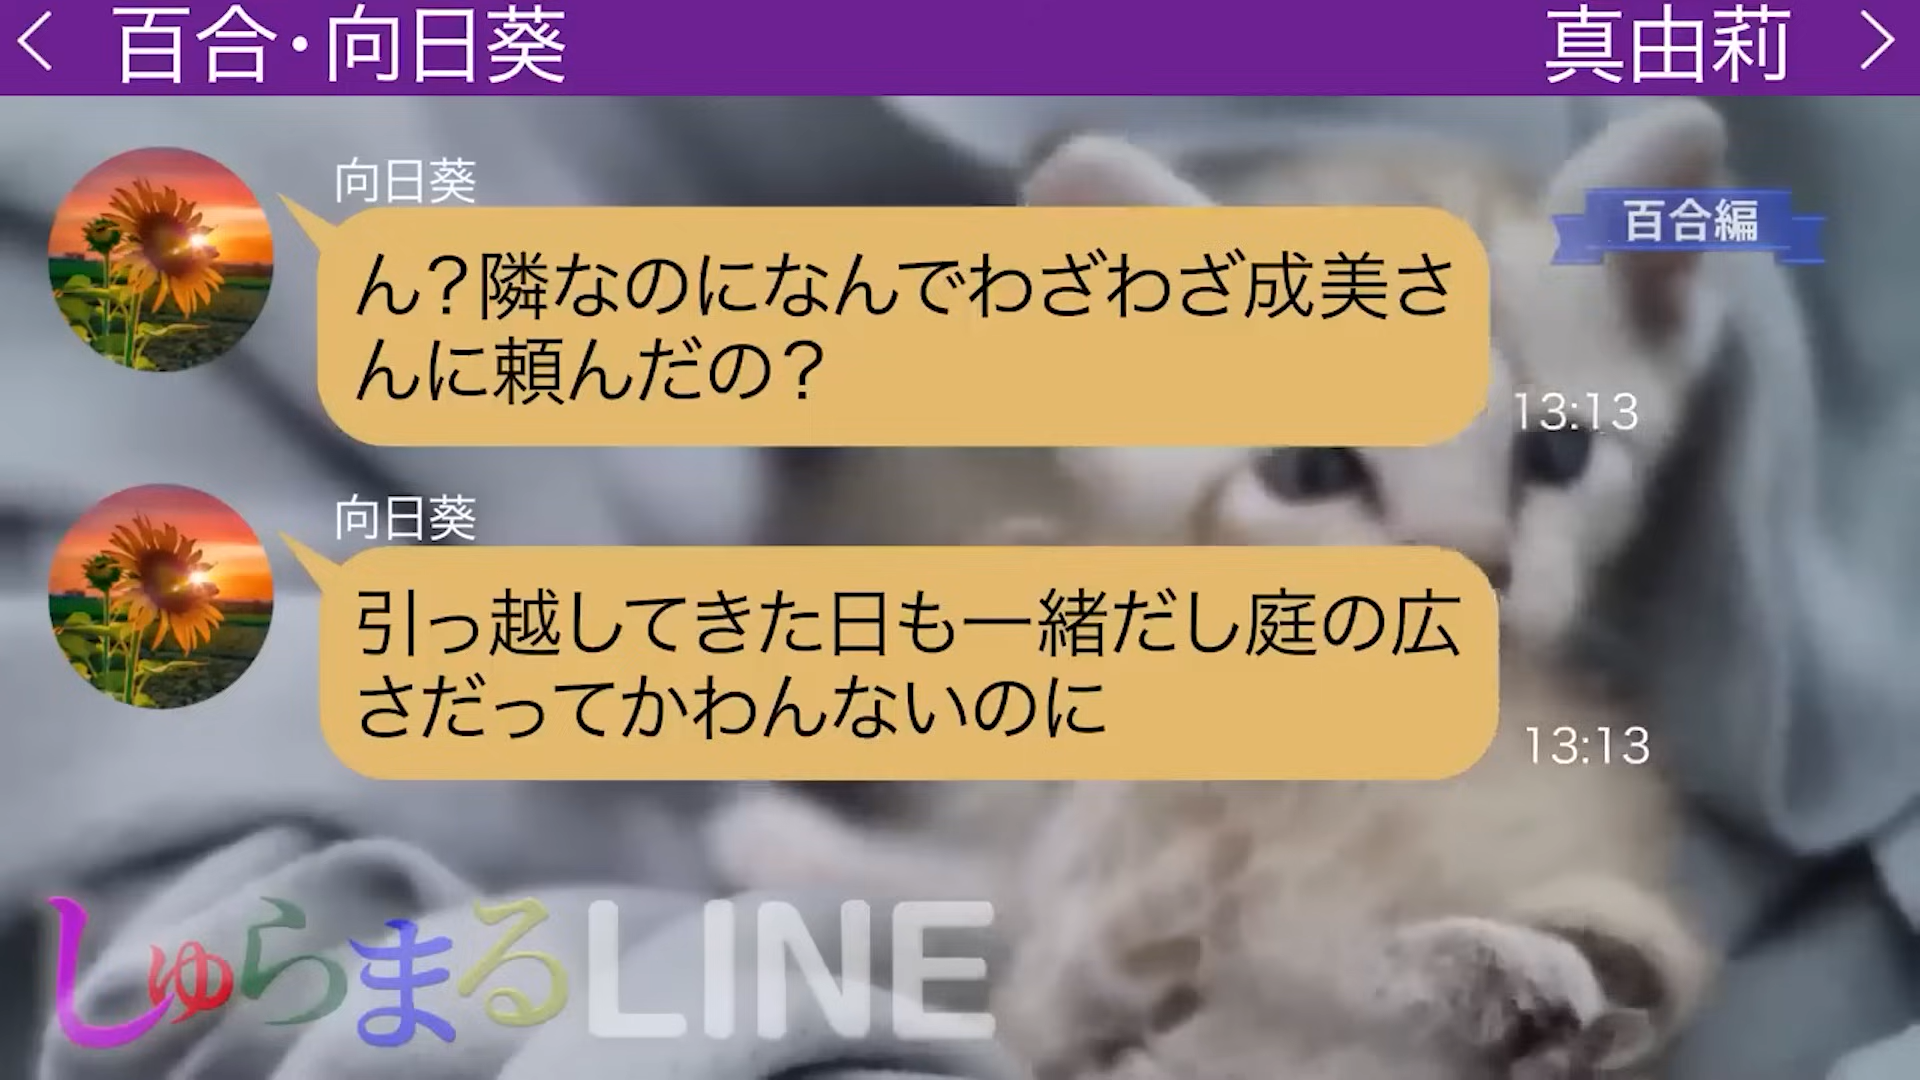 百合・向日葵
真由莉
向日葵
百合編
ん？隣なのになんでわざわざ成美さ
んに頼んだの？
13:13
向日葵
引っ越してきた日も一緒だし庭の広
さだってかわんないのに
13:13
しゅらまるLINE